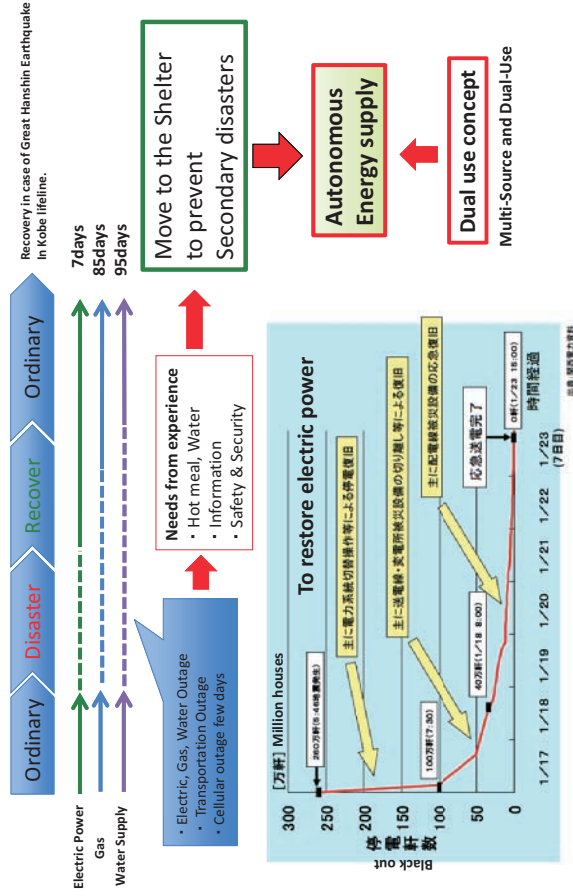 Recovery in case of Great Hanshin Earthquake
In Kobe lifeline.
Ordinary
Disaster
Recover
Ordinary
Electric Power
7days
Gas
85days
Water Supply
95days
・Electric, Gas, Water Outage
・Transportation Outage
・Cellular outage few days
Needs from experience
・Hot meal, Water
・Information
・Safety & Security
Move to the Shelter
to prevent
Secondary disasters
Autonomous
Energy supply
Dual use concept
Multi-Source and Dual-Use
To restore electric power
[万軒] Million houses
300
250
200
150
100
50
0
停電軒数
Black out
260万軒(5:46地震発生)
主に電力系統切替操作等による停電復旧
100万軒(7:30)
主に送電線・変電所被災設備の切り離し等による復旧
40万軒(1/18 8:00)
主に配電線被災設備の応急復旧
応急送電完了
0軒(1/23 15:00)
1/17
1/18
1/19
1/20
1/21
1/22
1/23
(7日目)
時間経過
出典:関西電力資料